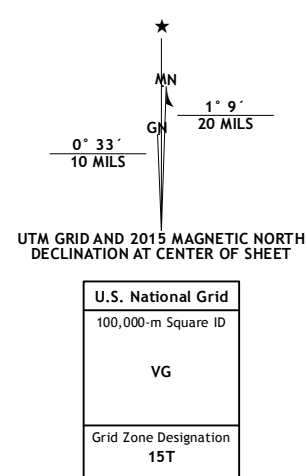 ★
MN
1° 9´
20 MILS
GN
0° 33´
10 MILS
UTM GRID AND 2015 MAGNETIC NORTH
DECLINATION AT CENTER OF SHEET
U.S. National Grid
100,000-m Square ID
VG
Grid Zone Designation
15T